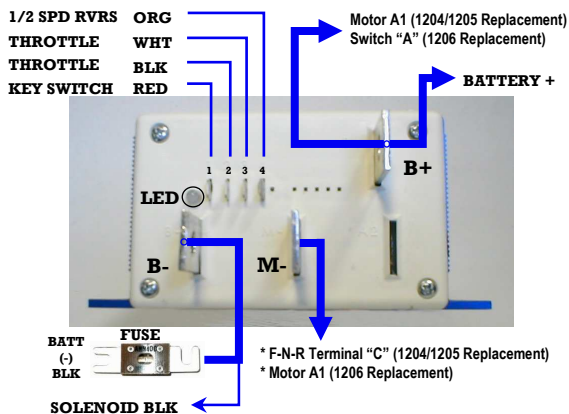 1/2 SPD RVRS ORG
THROTTLE WHT
THROTTLE BLK
KEY SWITCH RED
Motor A1 (1204/1205 Replacement)
Switch “A” (1206 Replacement)
BATTERY +
1 2 3 4
B+
LED
B-
M-
FUSE
BATT
(-)
BLK
* F-N-R Terminal “C” (1204/1205 Replacement)
* Motor A1 (1206 Replacement)
SOLENOID BLK